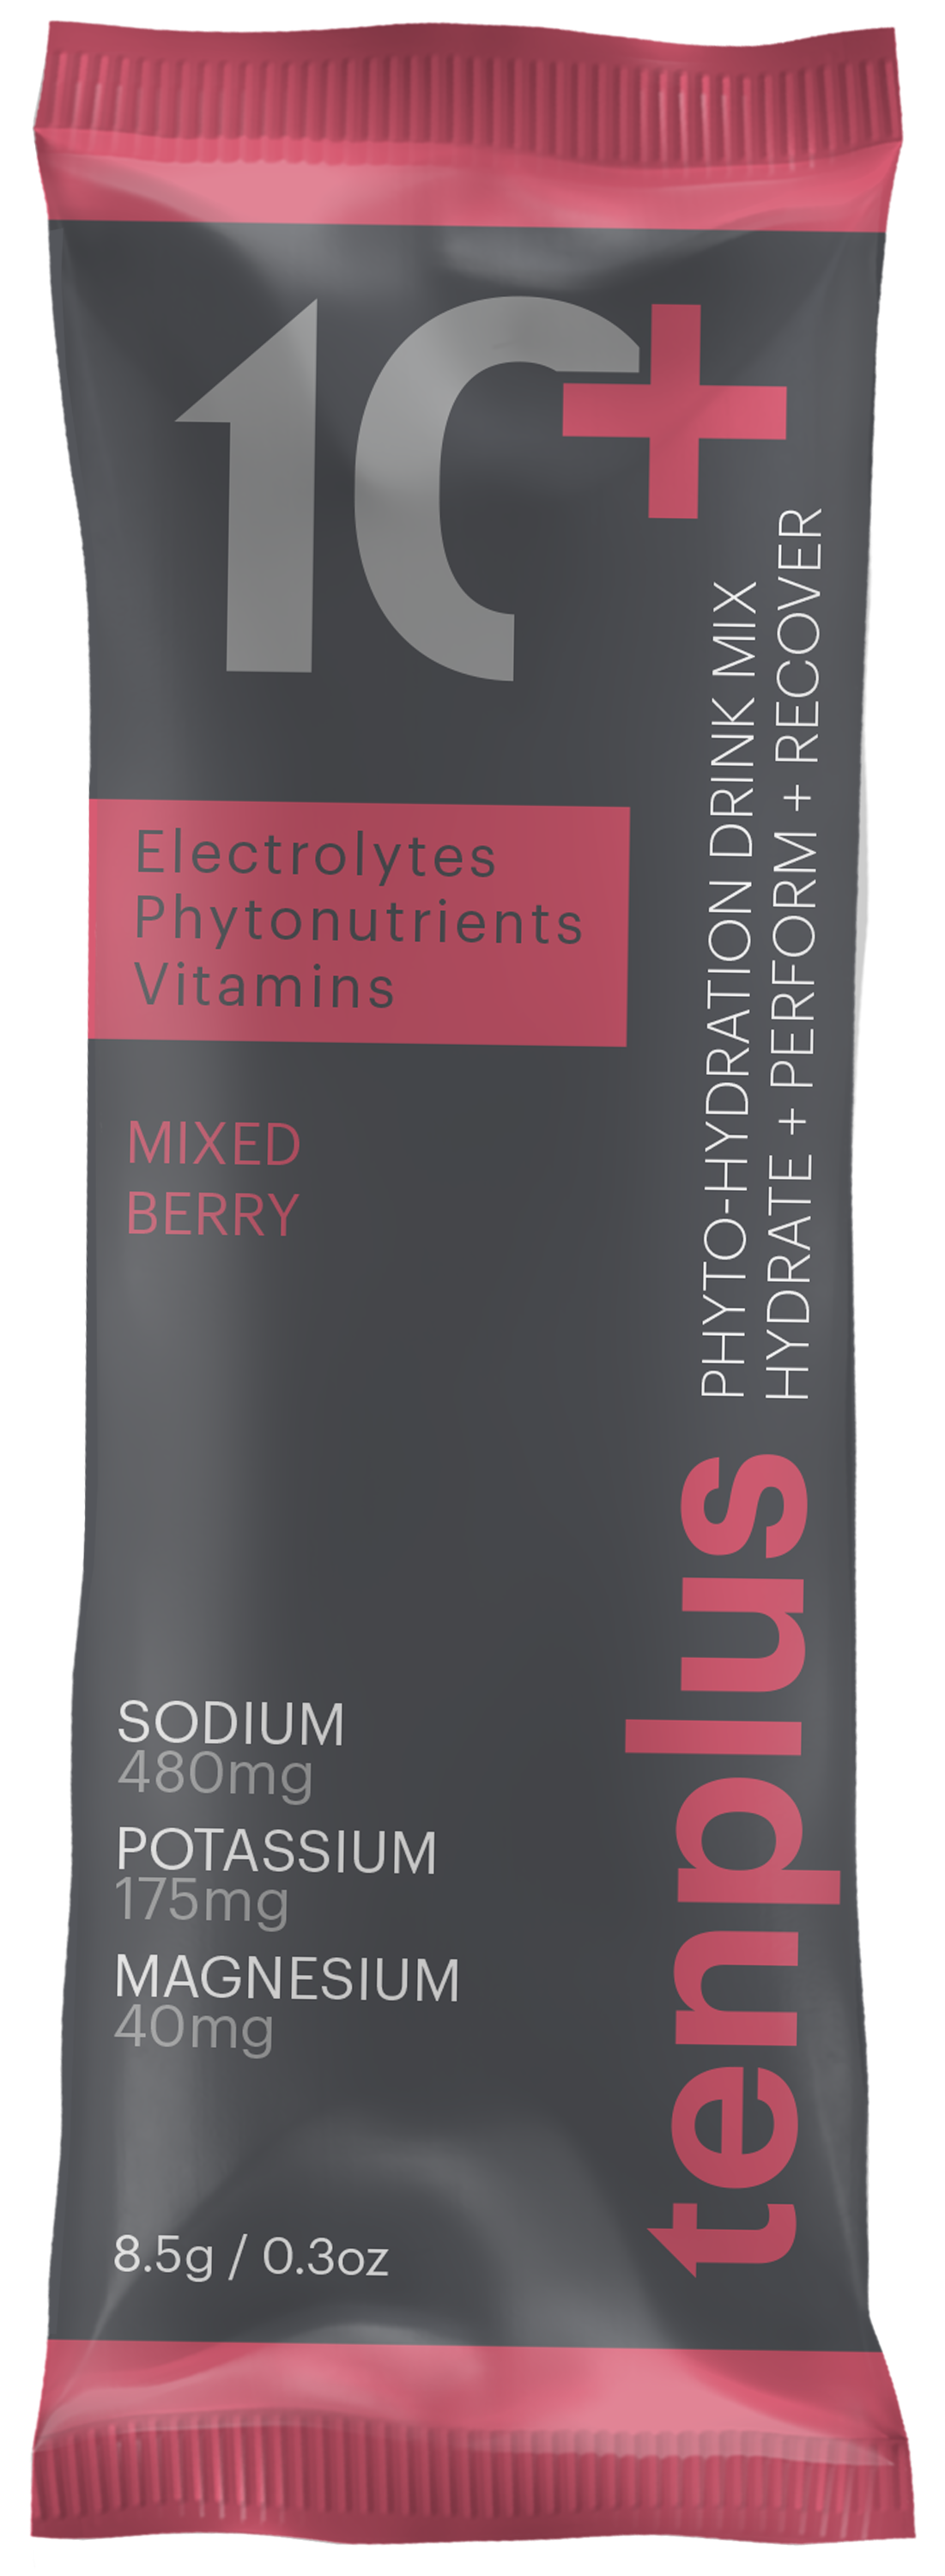 10+
Electrolytes
Phytonutrients
Vitamins
MIXED
BERRY
PHYTO-HYDRATION DRINK MIX
HYDRATE + PERFORM + RECOVER
tenplus
SODIUM
480mg
POTASSIUM
175mg
MAGNESIUM
40mg
8.5g / 0.3oz